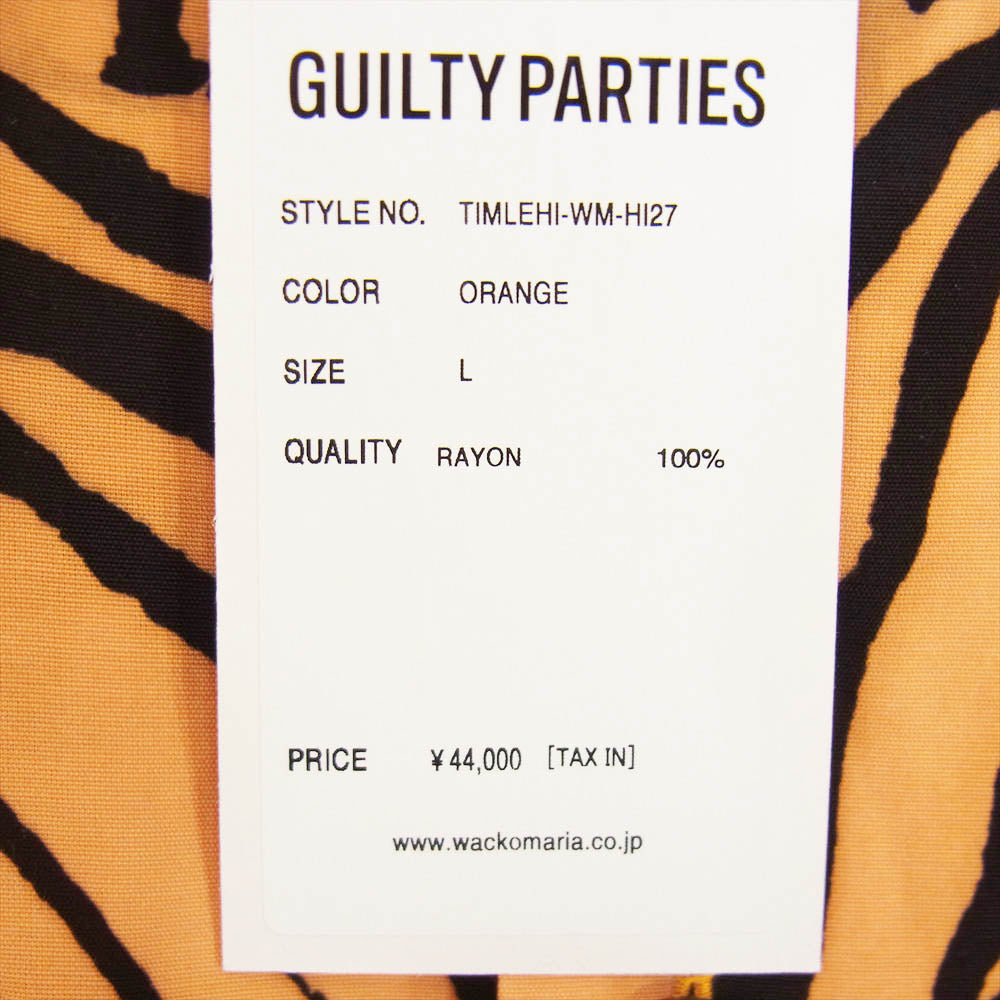 GUILTY PARTIES
STYLE NO. TIMLEHI-WM-HI27
COLOR ORANGE
SIZE L
QUALITY RAYON 100%
PRICE ¥44,000 [TAX IN]
www.wackomaria.co.jp